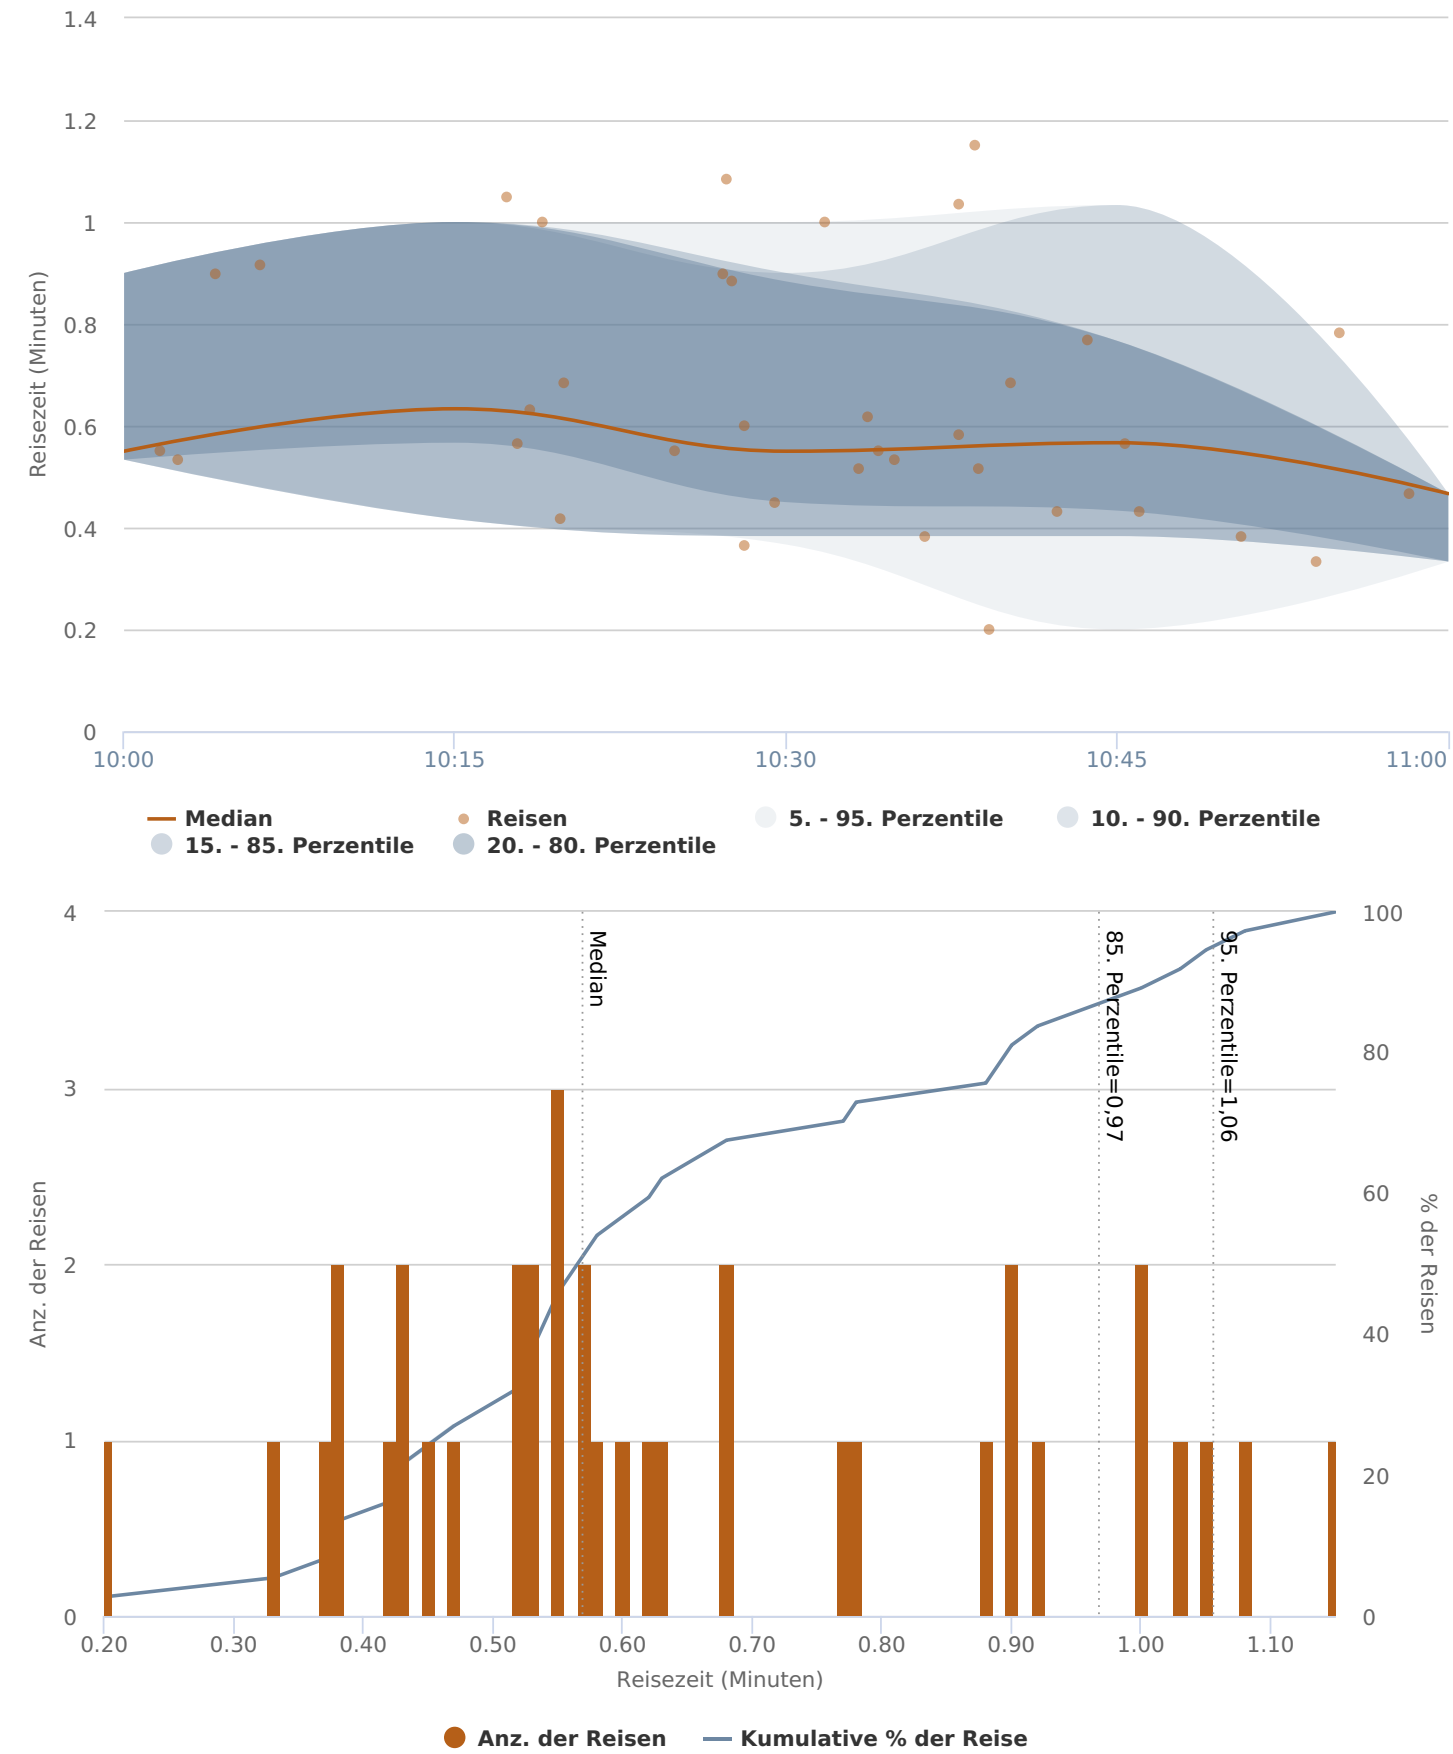 1.4
1.2
1
0.8
0.6
0.4
0.2
0
Reisezeit (Minuten)
10:00 10:15 10:30 10:45 11:00
Median Reisen 5. - 95. Perzentile 10. - 90. Perzentile
15. - 85. Perzentile 20. - 80. Perzentile
4
3
2
1
0
Anz. der Reisen
Median
85. Perzentile=0,97
95. Perzentile=1,06
100
80
60
40
20
0
% der Reisen
0.20 0.30 0.40 0.50 0.60 0.70 0.80 0.90 1.00 1.10
Reisezeit (Minuten)
Anz. der Reisen Kumulative % der Reise